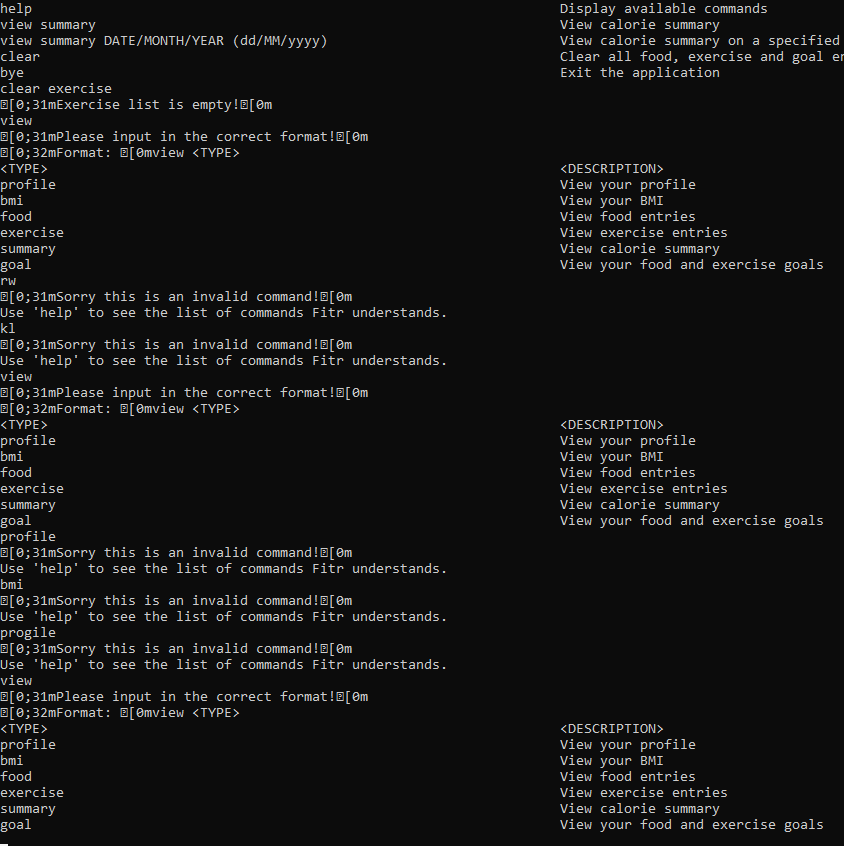 help Display available commands
view summary View calorie summary
view summary DATE/MONTH/YEAR (dd/MM/yyyy) View calorie summary on a specified
clear Clear all food, exercise and goal en
bye Exit the application
clear exercise
[0;31mExercise list is empty![0m
view
[0;31mPlease input in the correct format![0m
[0;32mFormat: [0mview <TYPE>
<TYPE> <DESCRIPTION>
profile View your profile
bmi View your BMI
food View food entries
exercise View exercise entries
summary View calorie summary
goal View your food and exercise goals
rw
[0;31mSorry this is an invalid command![0m
Use 'help' to see the list of commands Fitr understands.
kl
[0;31mSorry this is an invalid command![0m
Use 'help' to see the list of commands Fitr understands.
view
[0;31mPlease input in the correct format![0m
[0;32mFormat: [0mview <TYPE>
<TYPE> <DESCRIPTION>
profile View your profile
bmi View your BMI
food View food entries
exercise View exercise entries
summary View calorie summary
goal View your food and exercise goals
profile
[0;31mSorry this is an invalid command![0m
Use 'help' to see the list of commands Fitr understands.
bmi
[0;31mSorry this is an invalid command![0m
Use 'help' to see the list of commands Fitr understands.
progile
[0;31mSorry this is an invalid command![0m
Use 'help' to see the list of commands Fitr understands.
view
[0;31mPlease input in the correct format![0m
[0;32mFormat: [0mview <TYPE>
<TYPE> <DESCRIPTION>
profile View your profile
bmi View your BMI
food View food entries
exercise View exercise entries
summary View calorie summary
goal View your food and exercise goals